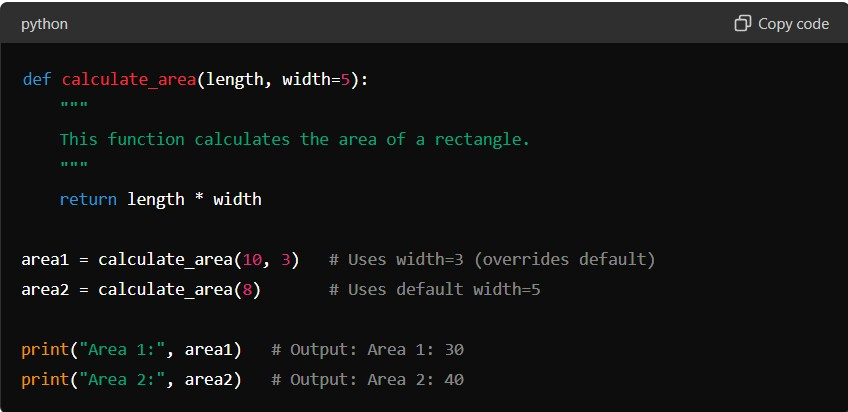 python
Copy code
def calculate_area(length, width=5):
    """
    This function calculates the area of a rectangle.
    """
    return length * width
area1 = calculate_area(10, 3)   # Uses width=3 (overrides default)
area2 = calculate_area(8)       # Uses default width=5
print("Area 1:", area1)   # Output: Area 1: 30
print("Area 2:", area2)   # Output: Area 2: 40